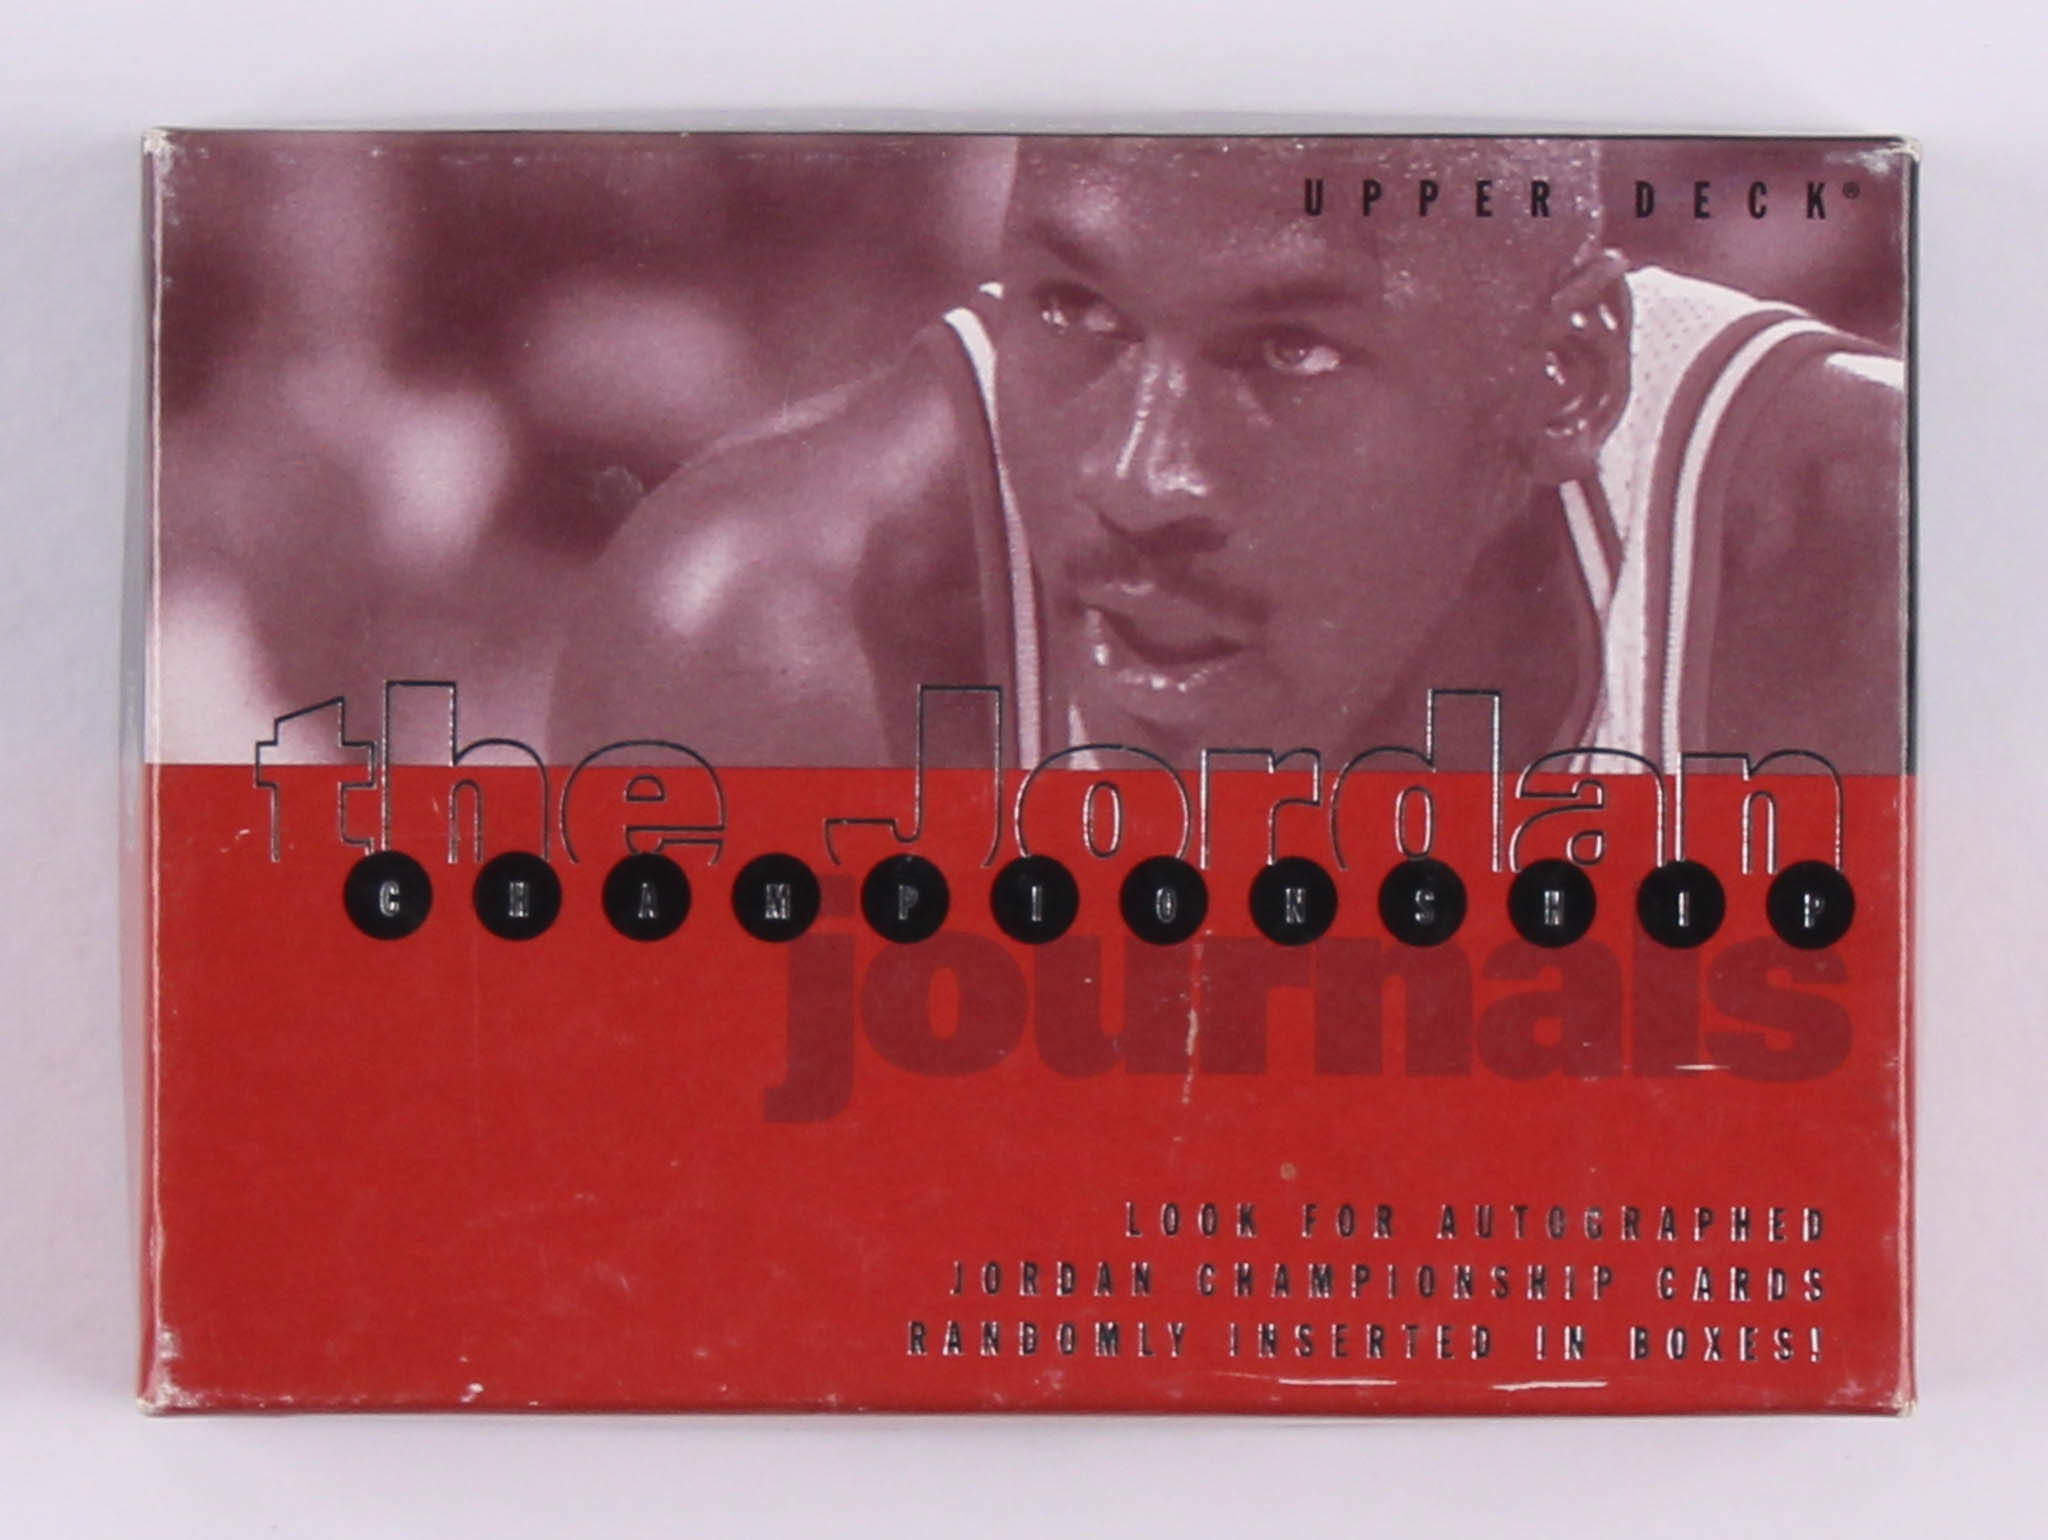 UPPER DECK®
the Jordan
CHAMPIONSHIP
journals
LOOK FOR AUTOGRAPHED
JORDAN CHAMPIONSHIP CARDS
RANDOMLY INSERTED IN BOXES!